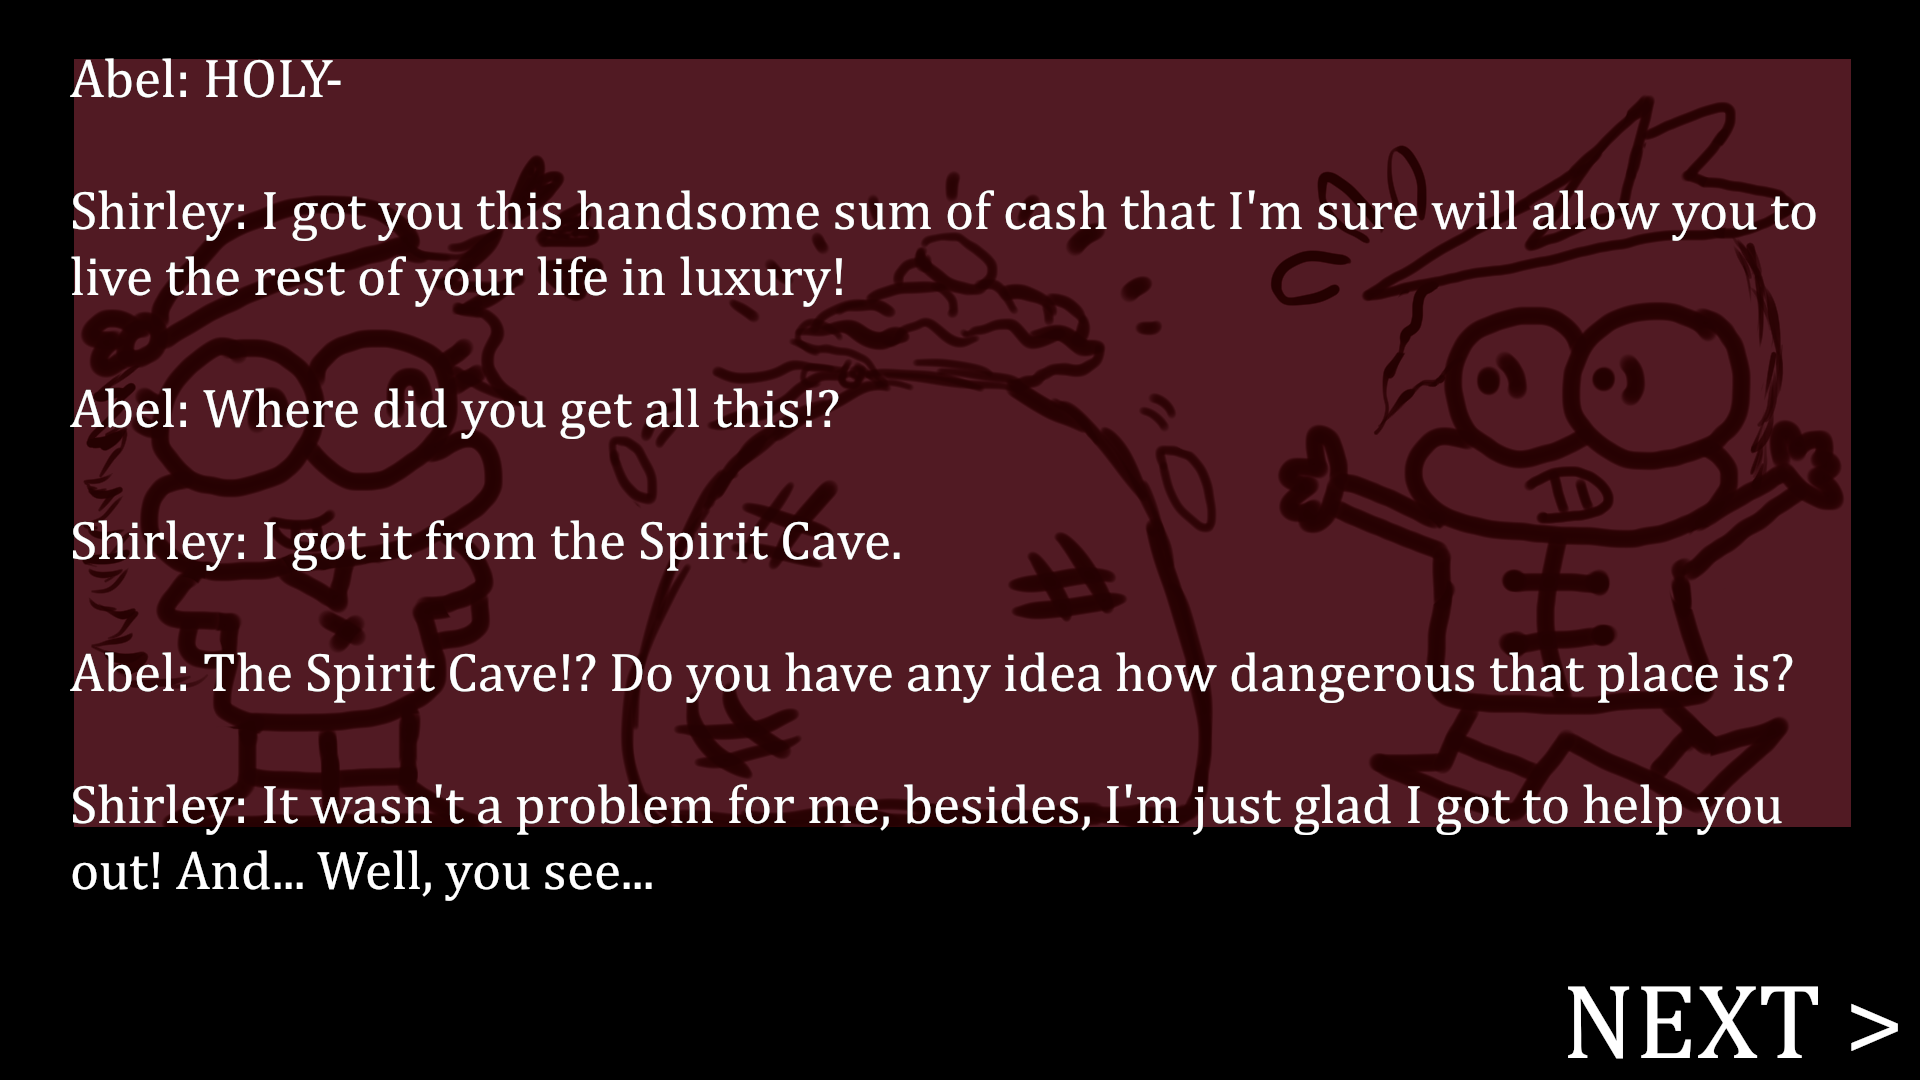 Abel: HOLY-
Shirley: I got you this handsome sum of cash that I'm sure will allow you to
live the rest of your life in luxury!
Abel: Where did you get all this!?
Shirley: I got it from the Spirit Cave.
Abel: The Spirit Cave!? Do you have any idea how dangerous that place is?
Shirley: It wasn't a problem for me, besides, I'm just glad I got to help you
out! And... Well, you see...
NEXT >